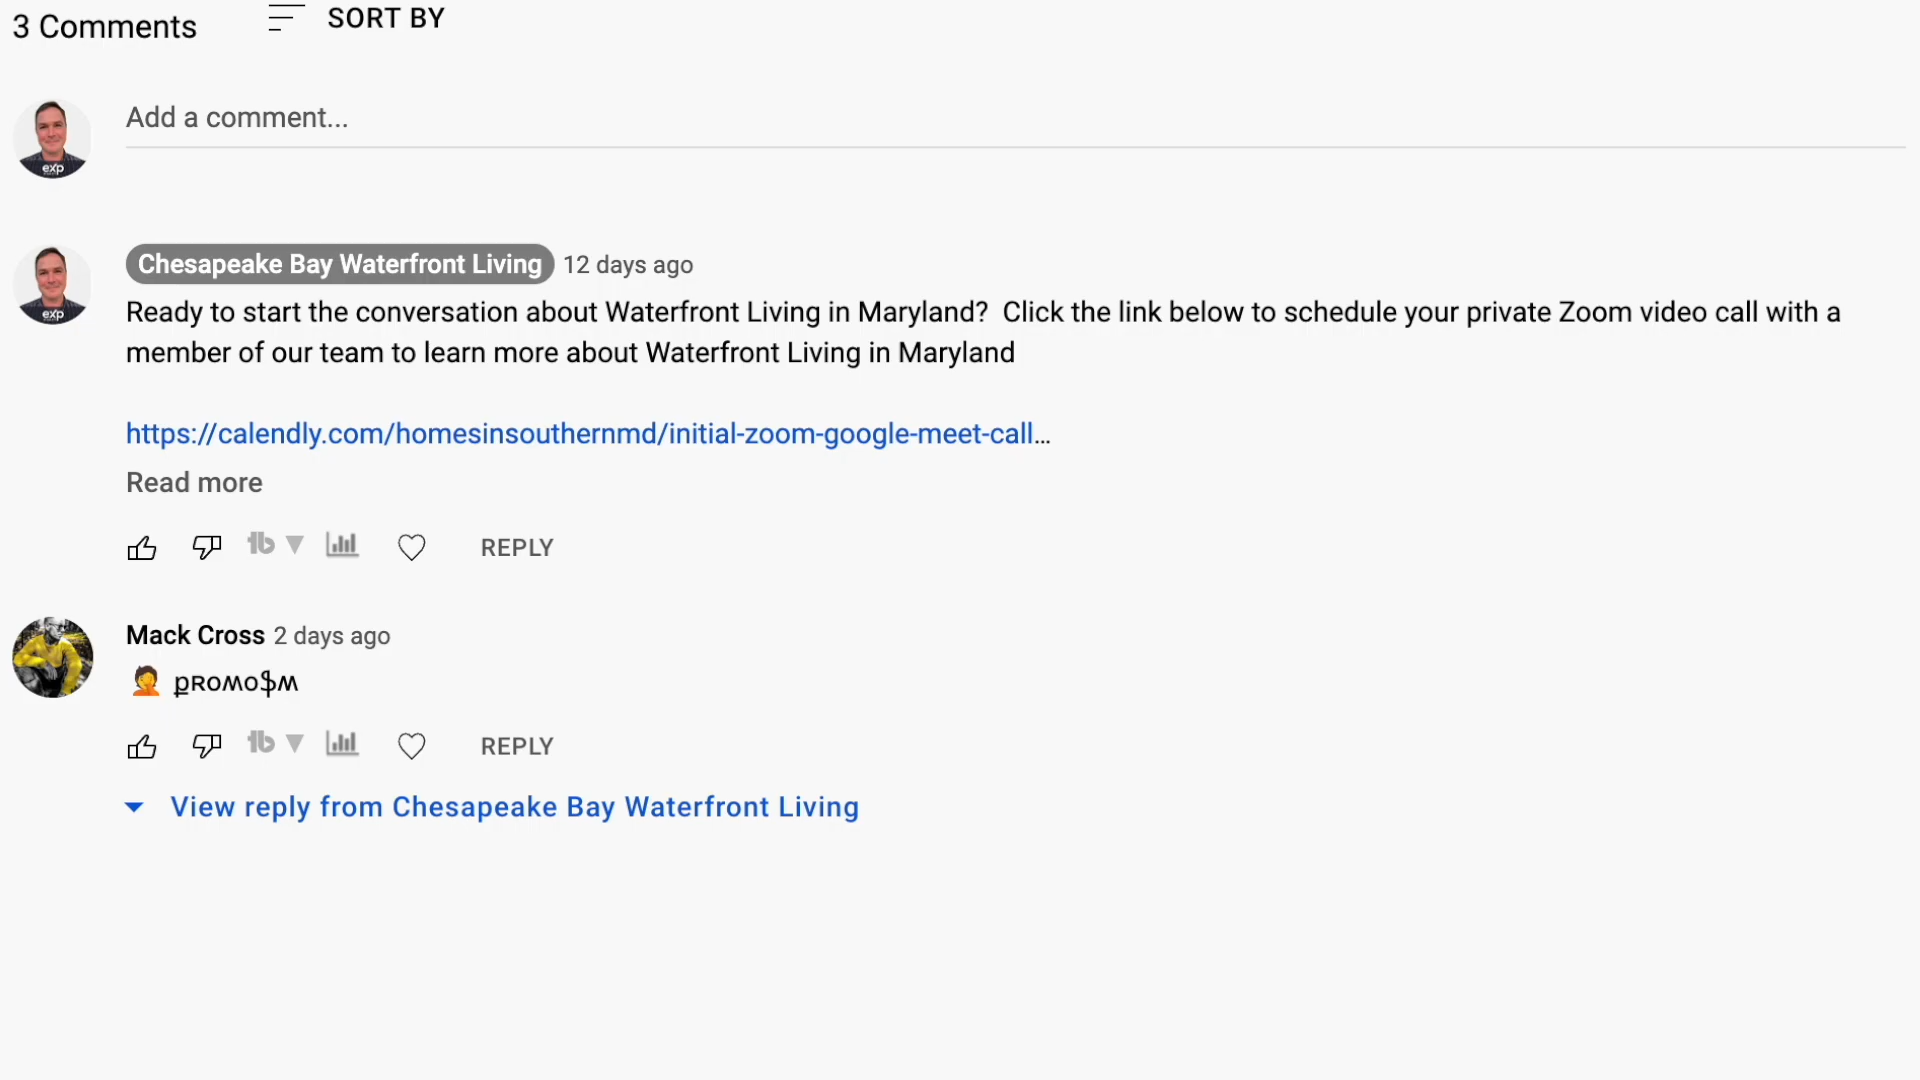 3 Comments
SORT BY
Add a comment...
exp
Chesapeake Bay Waterfront Living 12 days ago
exp
Ready to start the conversation about Waterfront Living in Maryland?  Click the link below to schedule your private Zoom video call with a
member of our team to learn more about Waterfront Living in Maryland
https://calendly.com/homesinsouthernmd/initial-zoom-google-meet-call...
Read more
REPLY
Mack Cross 2 days ago
🤦 p̲ʀᴏᴍᴏ$ᴍ
REPLY
View reply from Chesapeake Bay Waterfront Living